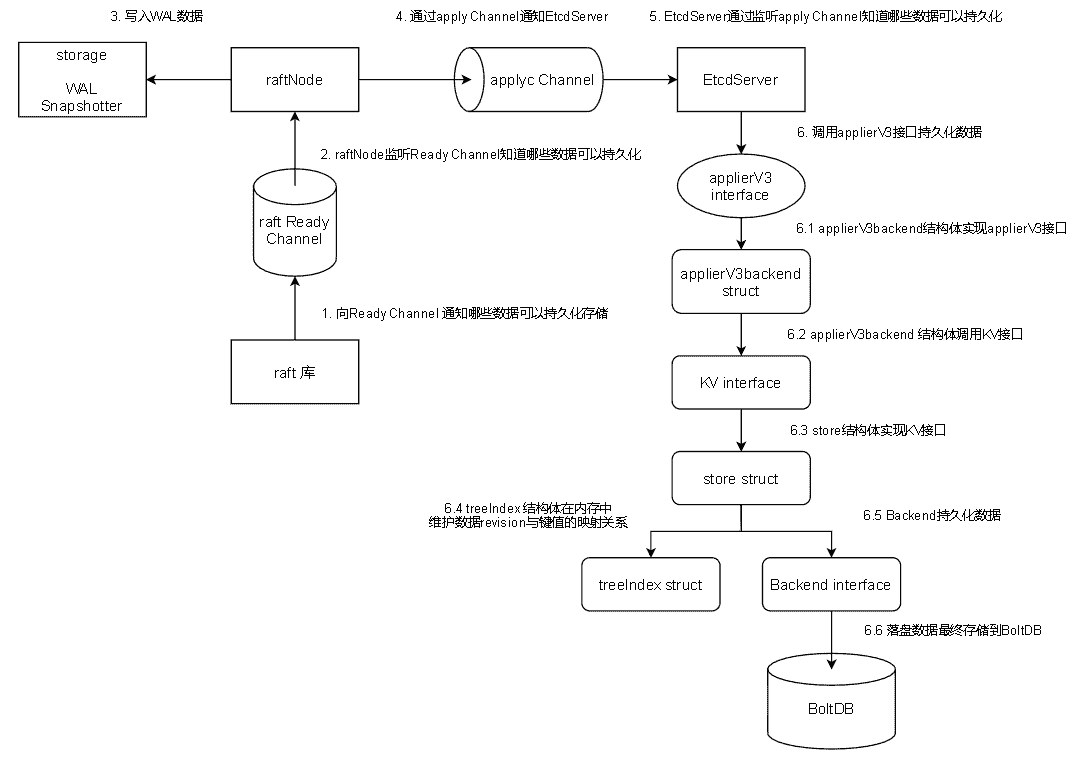 3. 写入WAL数据
4. 通过apply Channel通知EtcdServer
5. EtcdServer通过监听apply Channel知道哪些数据可以持久化
storage
WAL
Snapshotter
raftNode
applyc Channel
EtcdServer
6. 调用applierV3接口持久化数据
2. raftNode监听Ready Channel知道哪些数据可以持久化
applierV3
interface
raft Ready
Channel
6.1 applierV3backend结构体实现applierV3接口
applierV3backend
struct
1. 向Ready Channel 通知哪些数据可以持久化存储
6.2 applierV3backend 结构体调用KV接口
raft 库
KV interface
6.3 store结构体实现KV接口
store struct
6.4 treeIndex 结构体在内存中
维护数据revision与键值的映射关系
6.5 Backend持久化数据
treeIndex struct
Backend interface
6.6 落盘数据最终存储到BoltDB
BoltDB